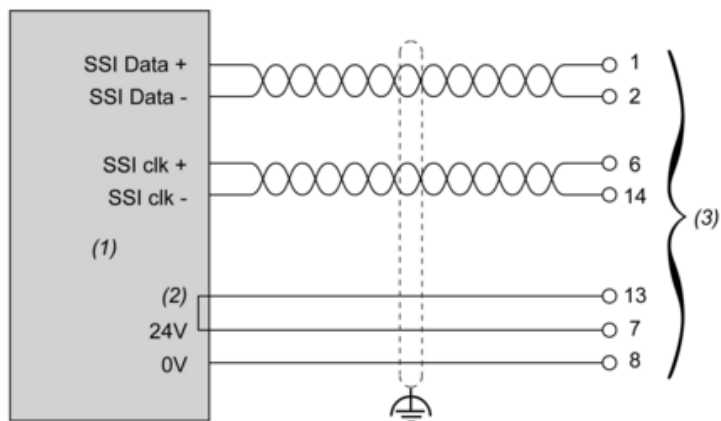 SSI Data + 1
SSI Data - 2
SSI clk + 6
SSI clk - 14
(1) (3)
(2) 13
24V 7
0V 8